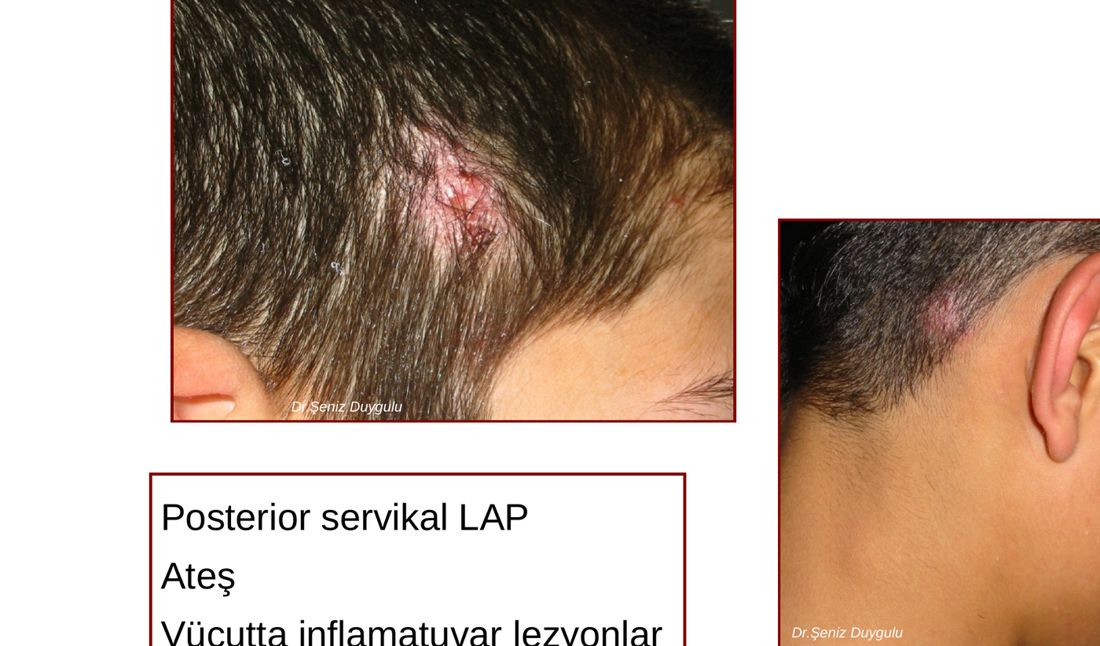 Dr.Şeniz Duygulu
Posterior servikal LAP
Ateş
Vücutta inflamatuvar lezyonlar
Dr.Şeniz Duygulu